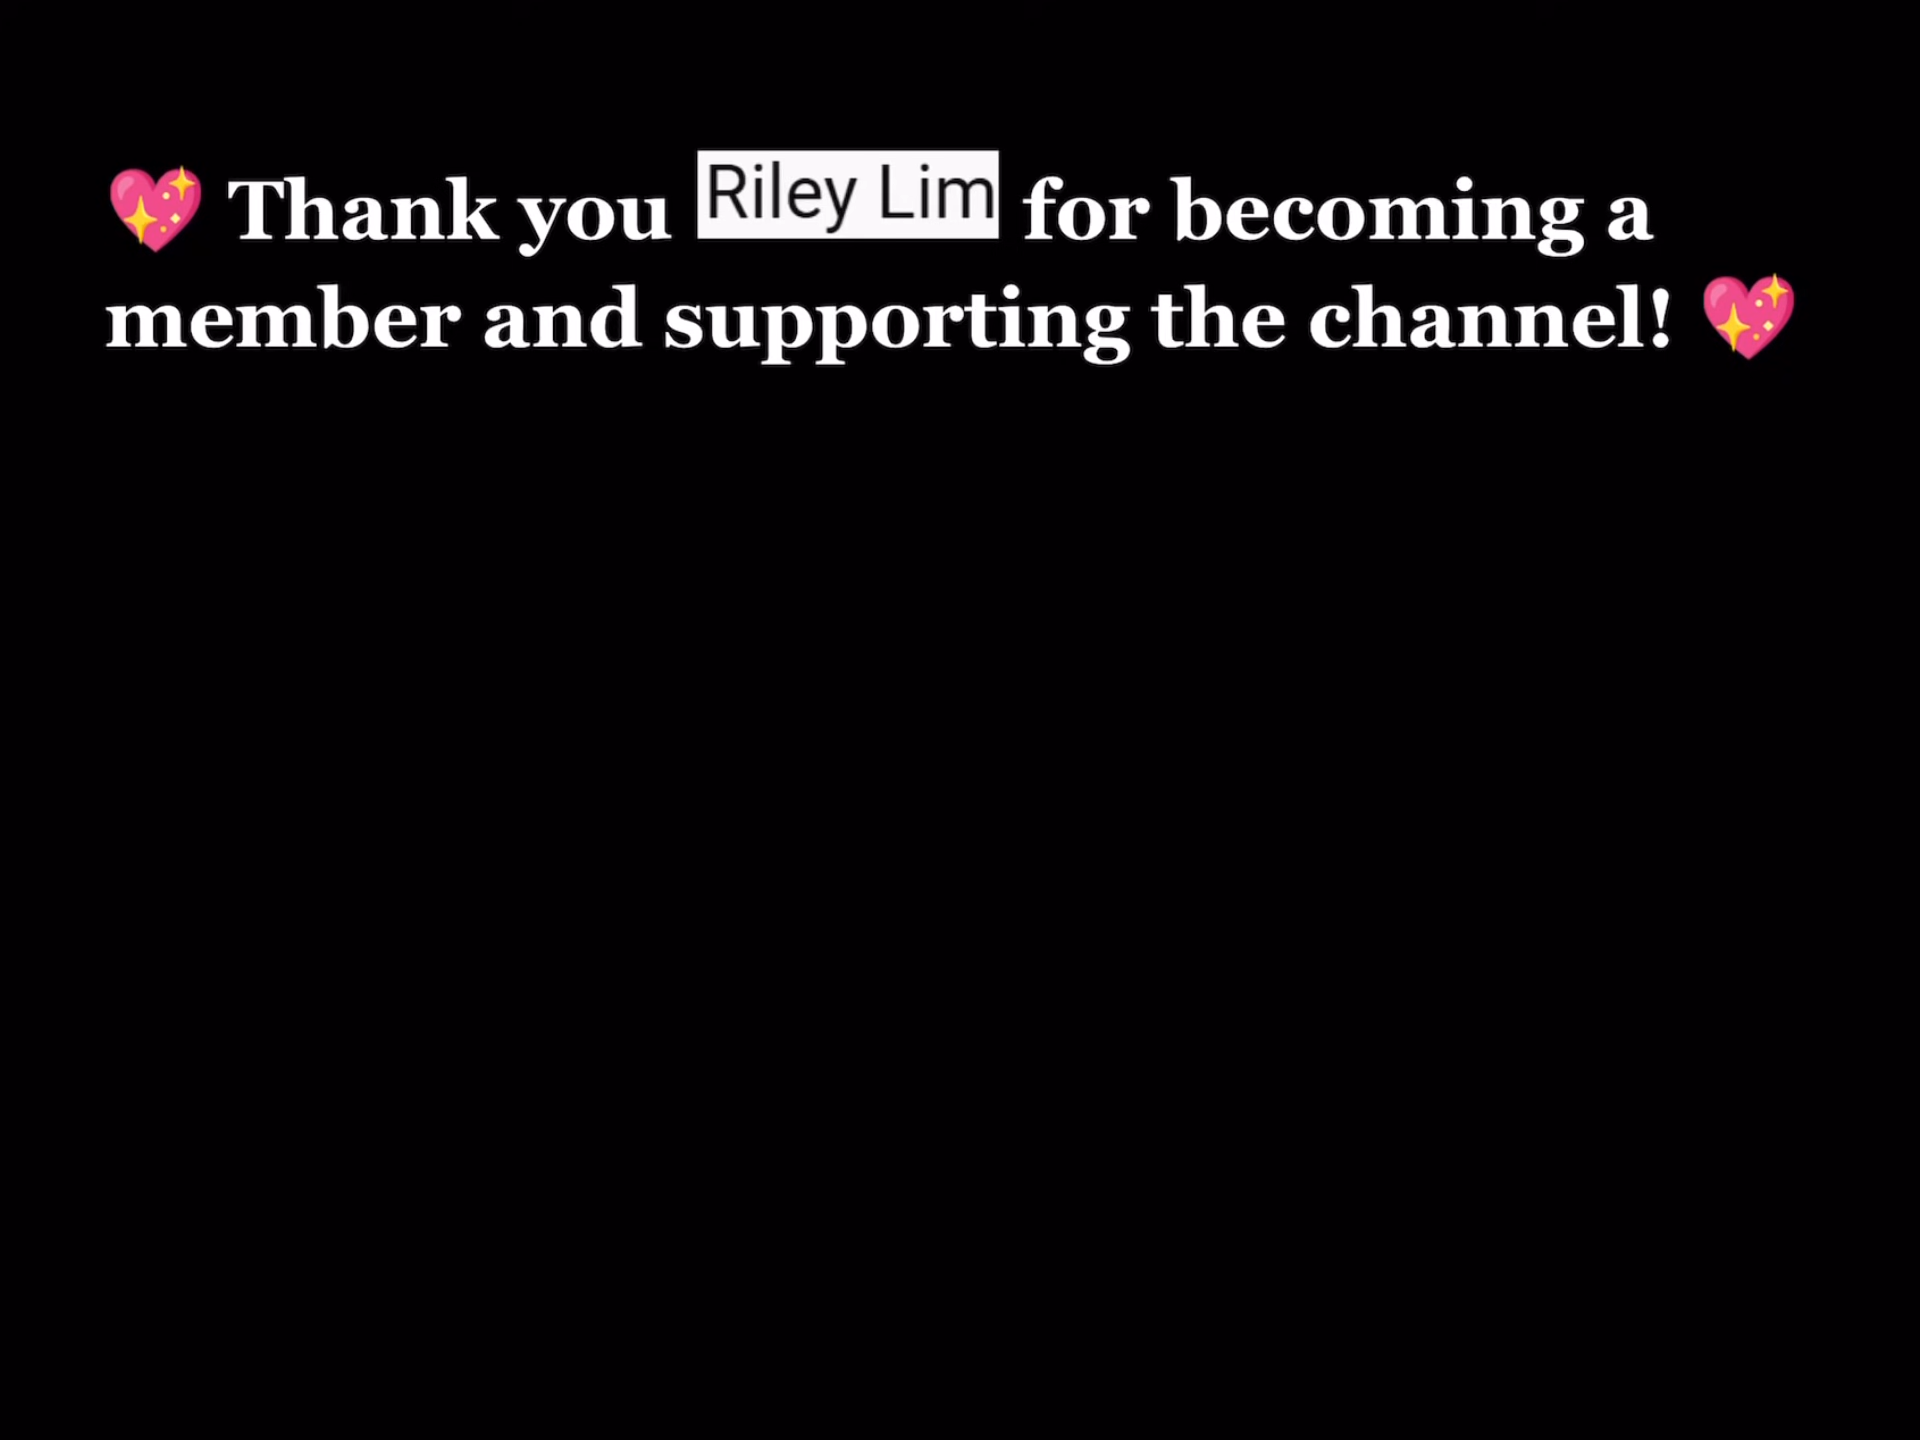 💖 Thank you Riley Lim for becoming a
member and supporting the channel! 💖